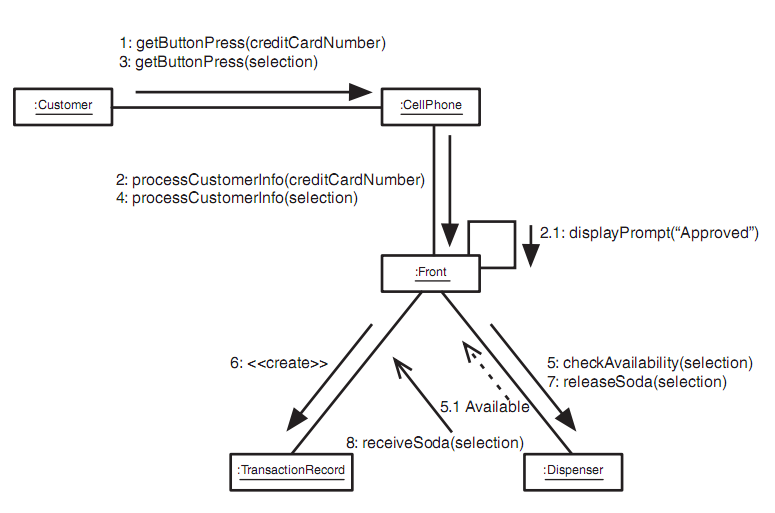 1: getButtonPress(creditCardNumber)
3: getButtonPress(selection)
:Customer
:CellPhone
2: processCustomerInfo(creditCardNumber)
4: processCustomerInfo(selection)
2.1: displayPrompt(“Approved”)
:Front
6: <<create>>
5: checkAvailability(selection)
7: releaseSoda(selection)
5.1 Available
8: receiveSoda(selection)
:TransactionRecord
:Dispenser